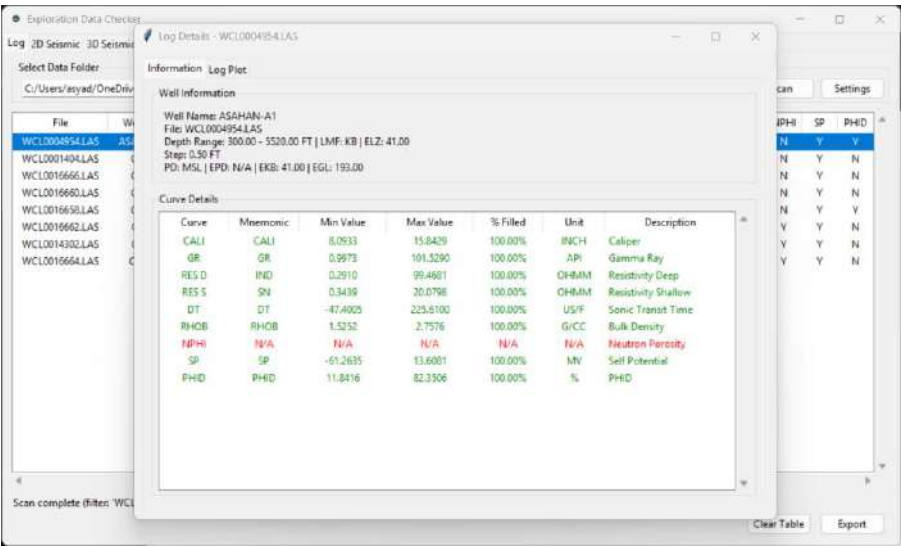 Exploration Data Checker
Log 2D Seismic 3D Seismic
Select Data Folder
C:/Users/asyad/OneDriv
Settings
File
NPHI SP PHID
WCL0004954.LAS N Y Y
WCL0001404.LAS N Y N
WCL0016666.LAS N Y N
WCL0016660.LAS N Y N
WCL0016658.LAS N Y Y
WCL0016662.LAS Y Y N
WCL0014302.LAS Y Y N
WCL0016664.LAS Y Y N
Scan complete (filter: 'WCL
Clear Table Export
Log Details - WCL0004954.LAS
Information Log Plot
Well Information
Well Name: ASAHAN-A1
File: WCL0004954.LAS
Depth Range: 300.00 - 5520.00 FT | LMF: KB | ELZ: 41.00
Step: 0.50 FT
PD: MSL | EPD: N/A | EKB: 41.00 | EGL: 193.00
Curve Details
Curve Mnemonic Min Value Max Value % Filled Unit Description
CALI CALI 8.0933 15.8429 100.00% INCH Caliper
GR GR 0.9973 101.5290 100.00% API Gamma Ray
RES D IND 0.2910 99.4681 100.00% OHMM Resistivity Deep
RES S SN 0.3439 20.0798 100.00% OHMM Resistivity Shallow
DT DT -47.4005 225.6100 100.00% US/F Sonic Transit Time
RHOB RHOB 1.5252 2.7576 100.00% G/CC Bulk Density
NPHI N/A N/A N/A N/A N/A Neutron Porosity
SP SP -61.2635 13.6081 100.00% MV Self Potential
PHID PHID 11.8416 82.3506 100.00% % PHID